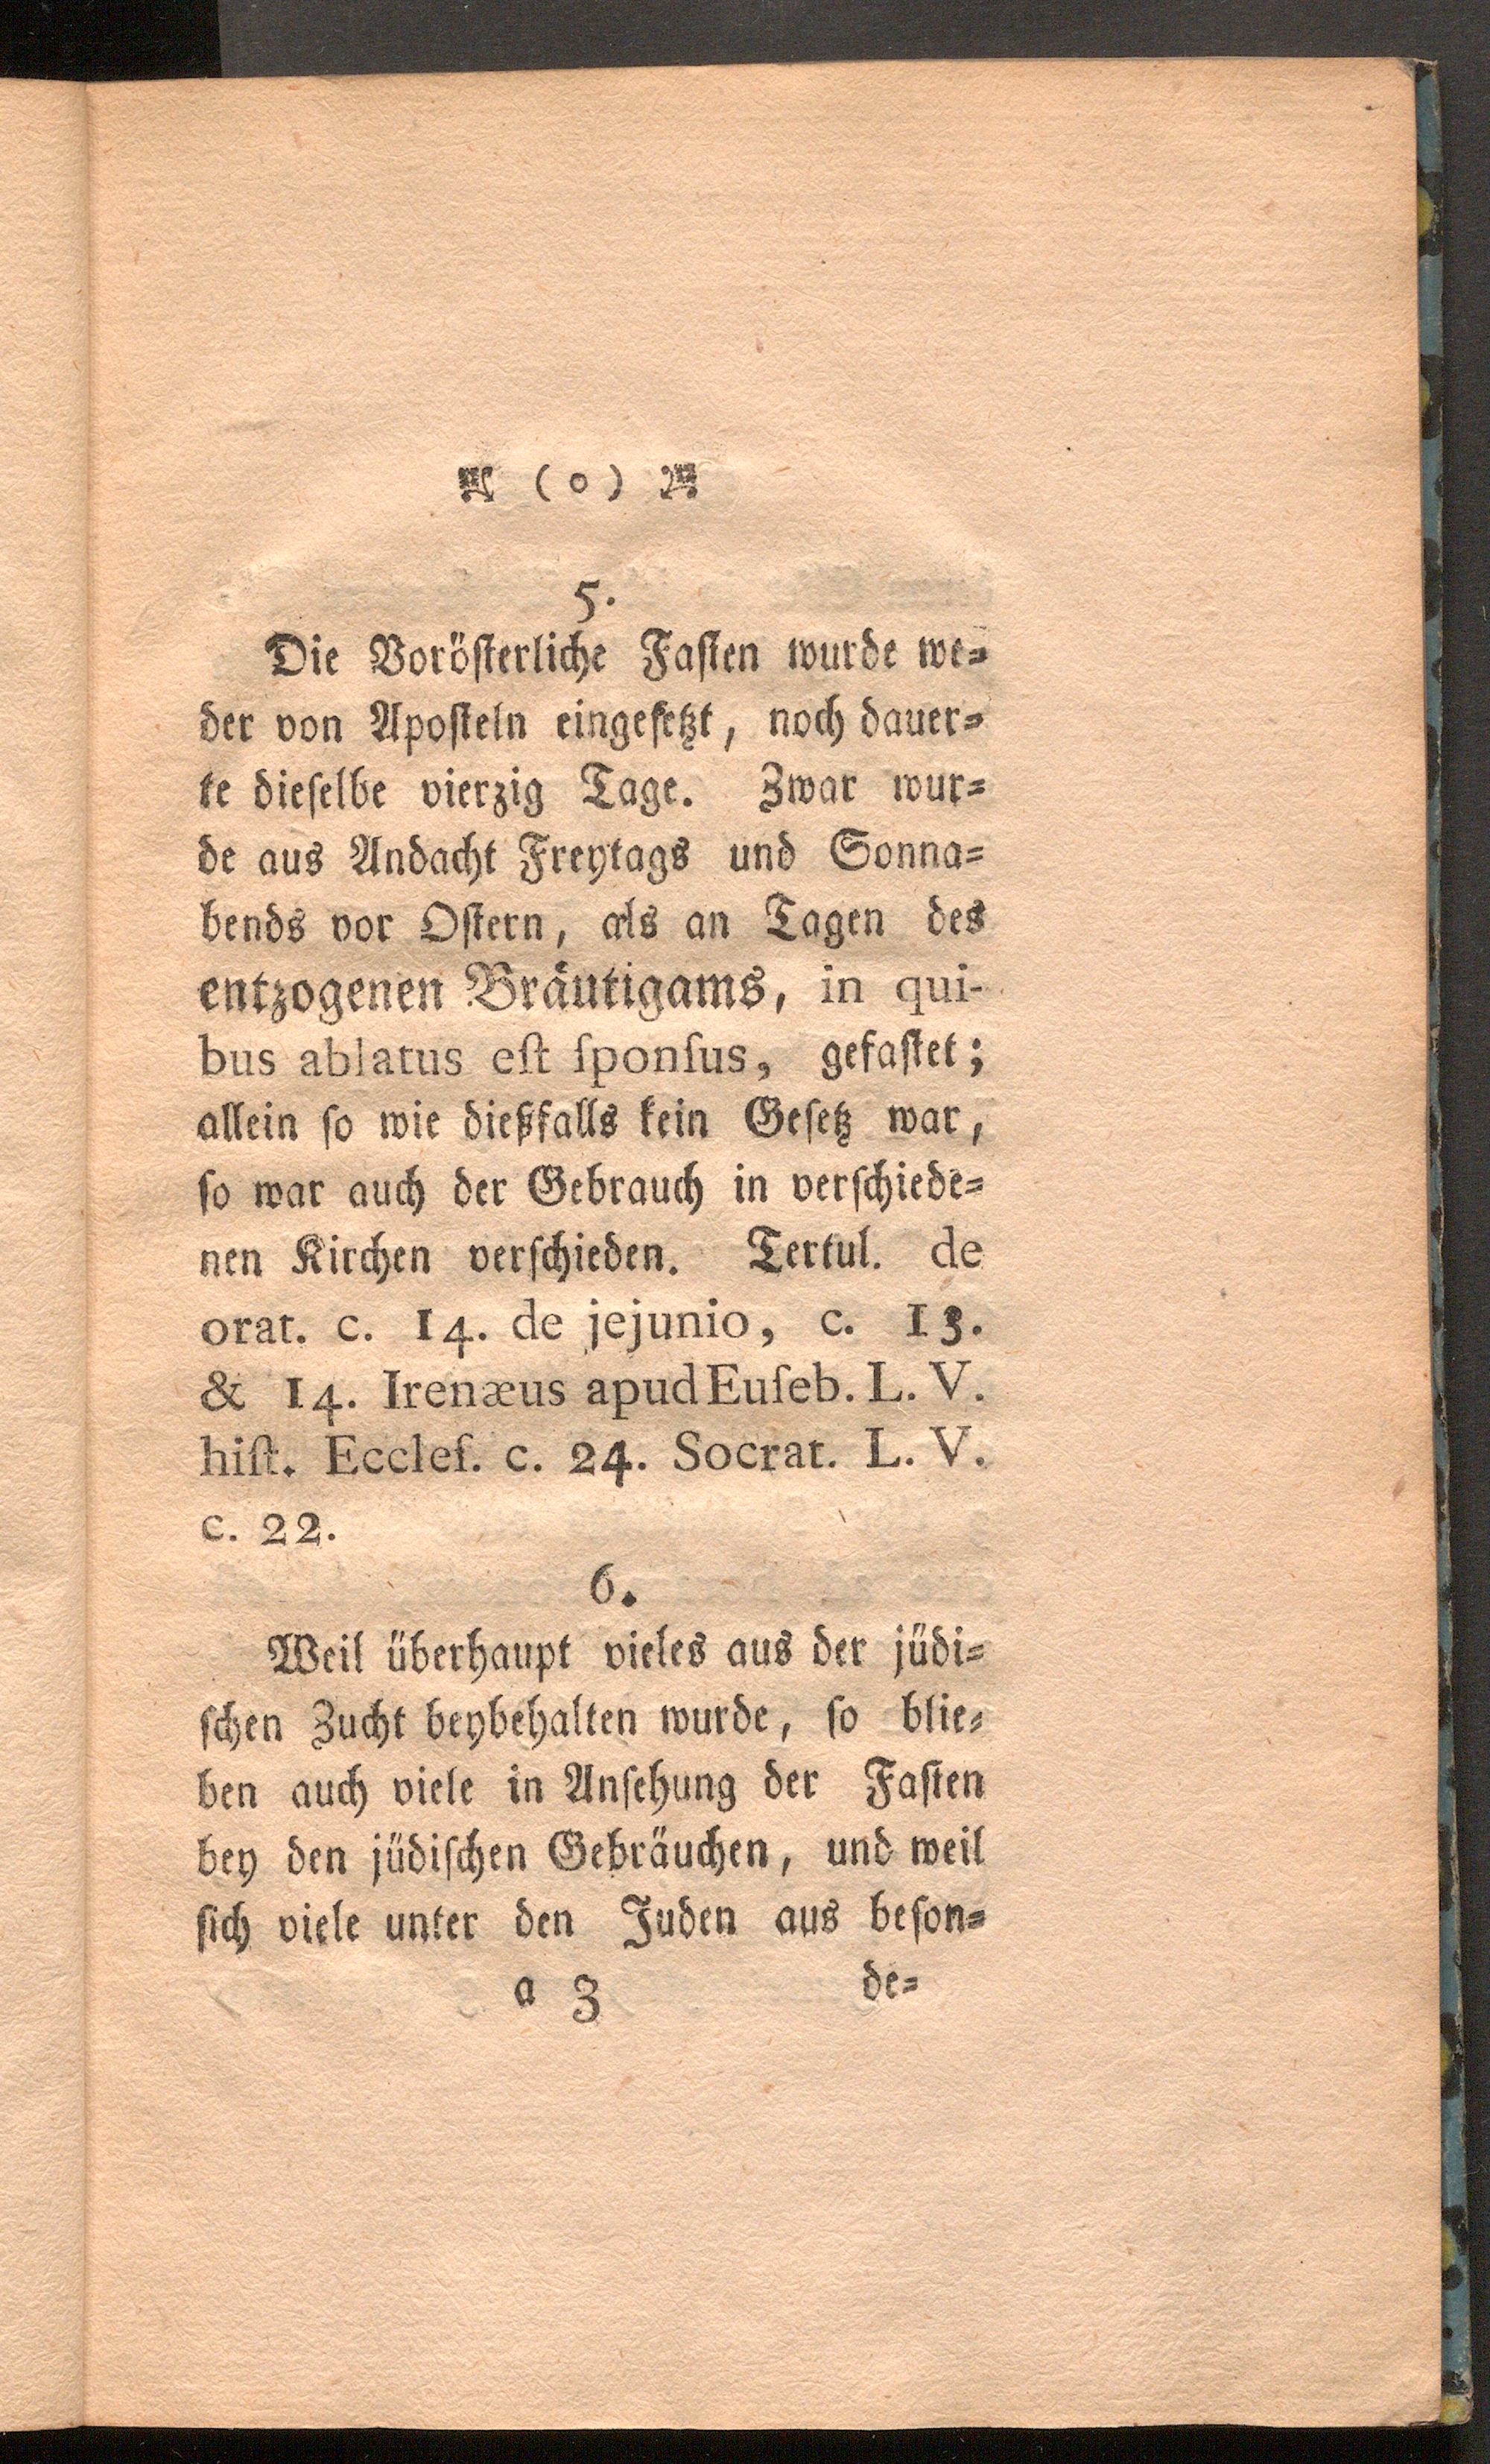 ( o )
5.
Die Vorösterliche Fasten wurde we=
der von Aposteln eingesetzt, noch dauer=
te dieselbe vierzig Tage. Zwar wur=
de aus Andacht Freytags und Sonna=
bends vor Ostern, als an Tagen des
entzogenen Bräutigams, in qui-
bus ablatus eſt ſponſus, gefastet;
allein so wie dießfalls kein Gesetz war,
so war auch der Gebrauch in verschiede=
nen Kirchen verschieden. Tertul. de
orat. c. 14. de jejunio, c. 13.
& 14. Irenæus apud Euſeb. L. V.
hiſt. Eccleſ. c. 24. Socrat. L. V.
c. 22.
6.
Weil überhaupt vieles aus der jüdi=
schen Zucht beybehalten wurde, so blie=
ben auch viele in Ansehung der Fasten
bey den jüdischen Gebräuchen, und weil
sich viele unter den Juden aus beson=
a 3 de=